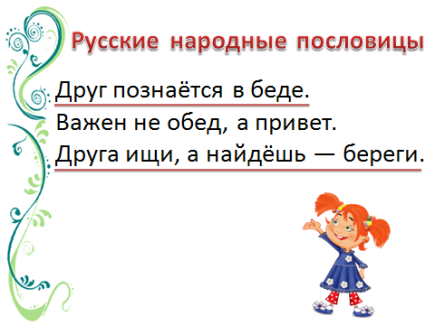 Русские народные пословицы
Друг познаётся в беде.
Важен не обед, а привет.
Друга ищи, а найдёшь — береги.